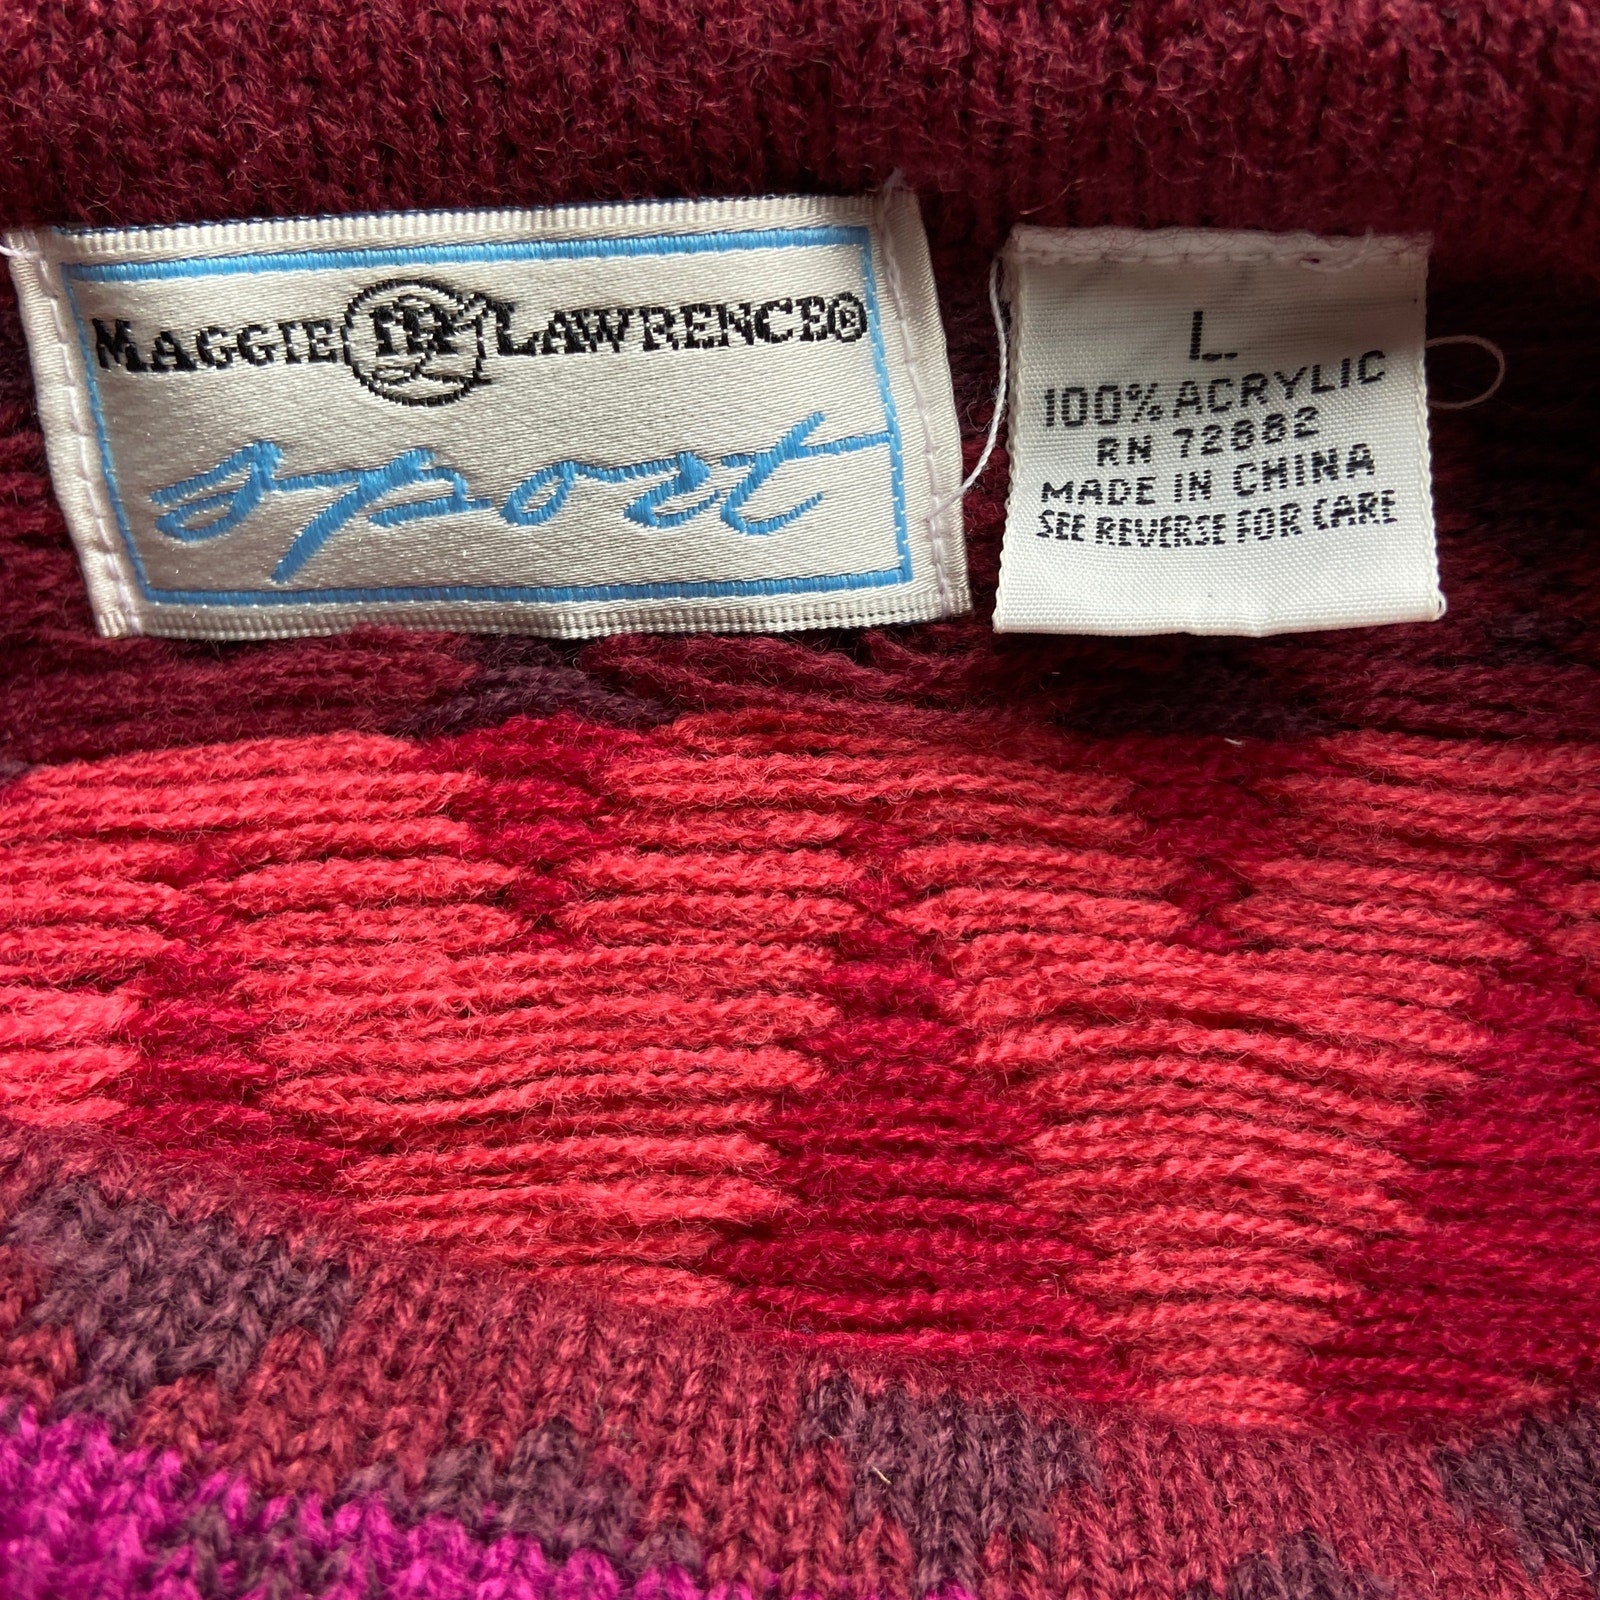 MAGGIE LAWRENCE®
sport
L
100% ACRYLIC
RN 72882
MADE IN CHINA
SEE REVERSE FOR CARE